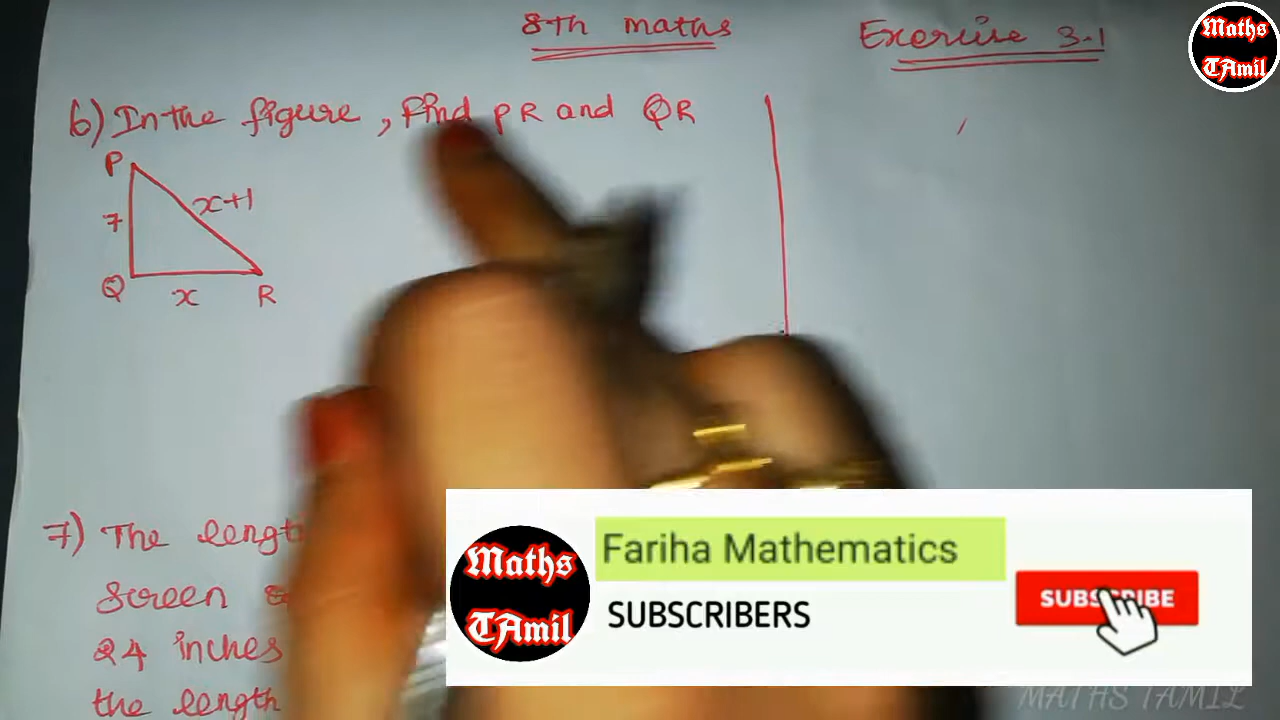 8th maths
Exercise 3.1
Maths
TAmil
6) In the figure, Find PR and QR
P
7
x+1
Q
x
R
7) The
Screen
24 inches
the length
Maths
TAmil
Fariha Mathematics
SUBSCRIBERS
SUBSCRIBE
MATHS TAMIL